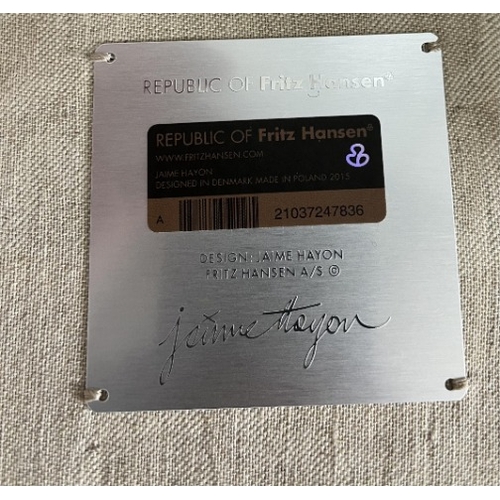 REPUBLIC OF Fritz Hansen®
REPUBLIC OF Fritz Hansen®
WWW.FRITZHANSEN.COM
JAIME HAYON
DESIGNED IN DENMARK MADE IN POLAND 2015
A 21037247836
DESIGN: JAIME HAYON
FRITZ HANSEN A/S ©
jaime Hayon